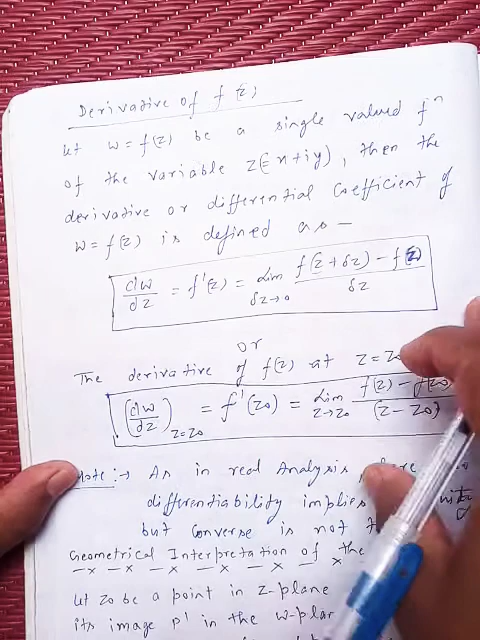 Derivative of f(z)
let w = f(z) be a single valued fⁿ
of the variable z(= x+iy), then the
derivative or differential coefficient of
w = f(z) is defined as —
dw/dz = f'(z) = Lim δz→0 f(z+δz) − f(z) / δz
or
The derivative of f(z) at z = z0
(dw/dz) z=z0 = f'(z0) = Lim z→z0 f(z) − f(z0) / (z − z0)
Note :→ As in real Analysis, here
differentiability implies
but converse is not
Geometrical Interpretation of the
let z0 be a point in z-plane
its image p' in the w-plan